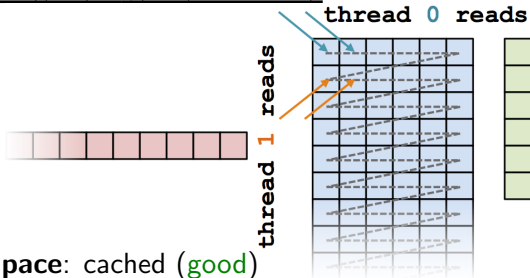 thread 0 reads
thread 1 reads
pace: cached (good)